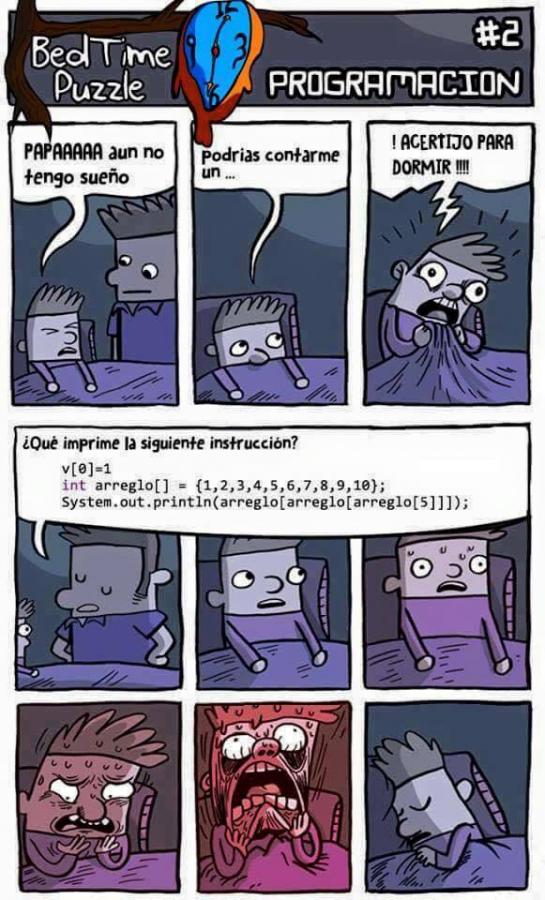 #2
BedTime
Puzzle
PROGRAMACION
PAPAAAAA aun no
tengo sueño
Podrias contarme
un ...
! ACERTIJO PARA
DORMIR !!!!
¿Qué imprime la siguiente instrucción?
v[0]=1
int arreglo[] = {1,2,3,4,5,6,7,8,9,10};
System.out.println(arreglo[arreglo[arreglo[5]]]);